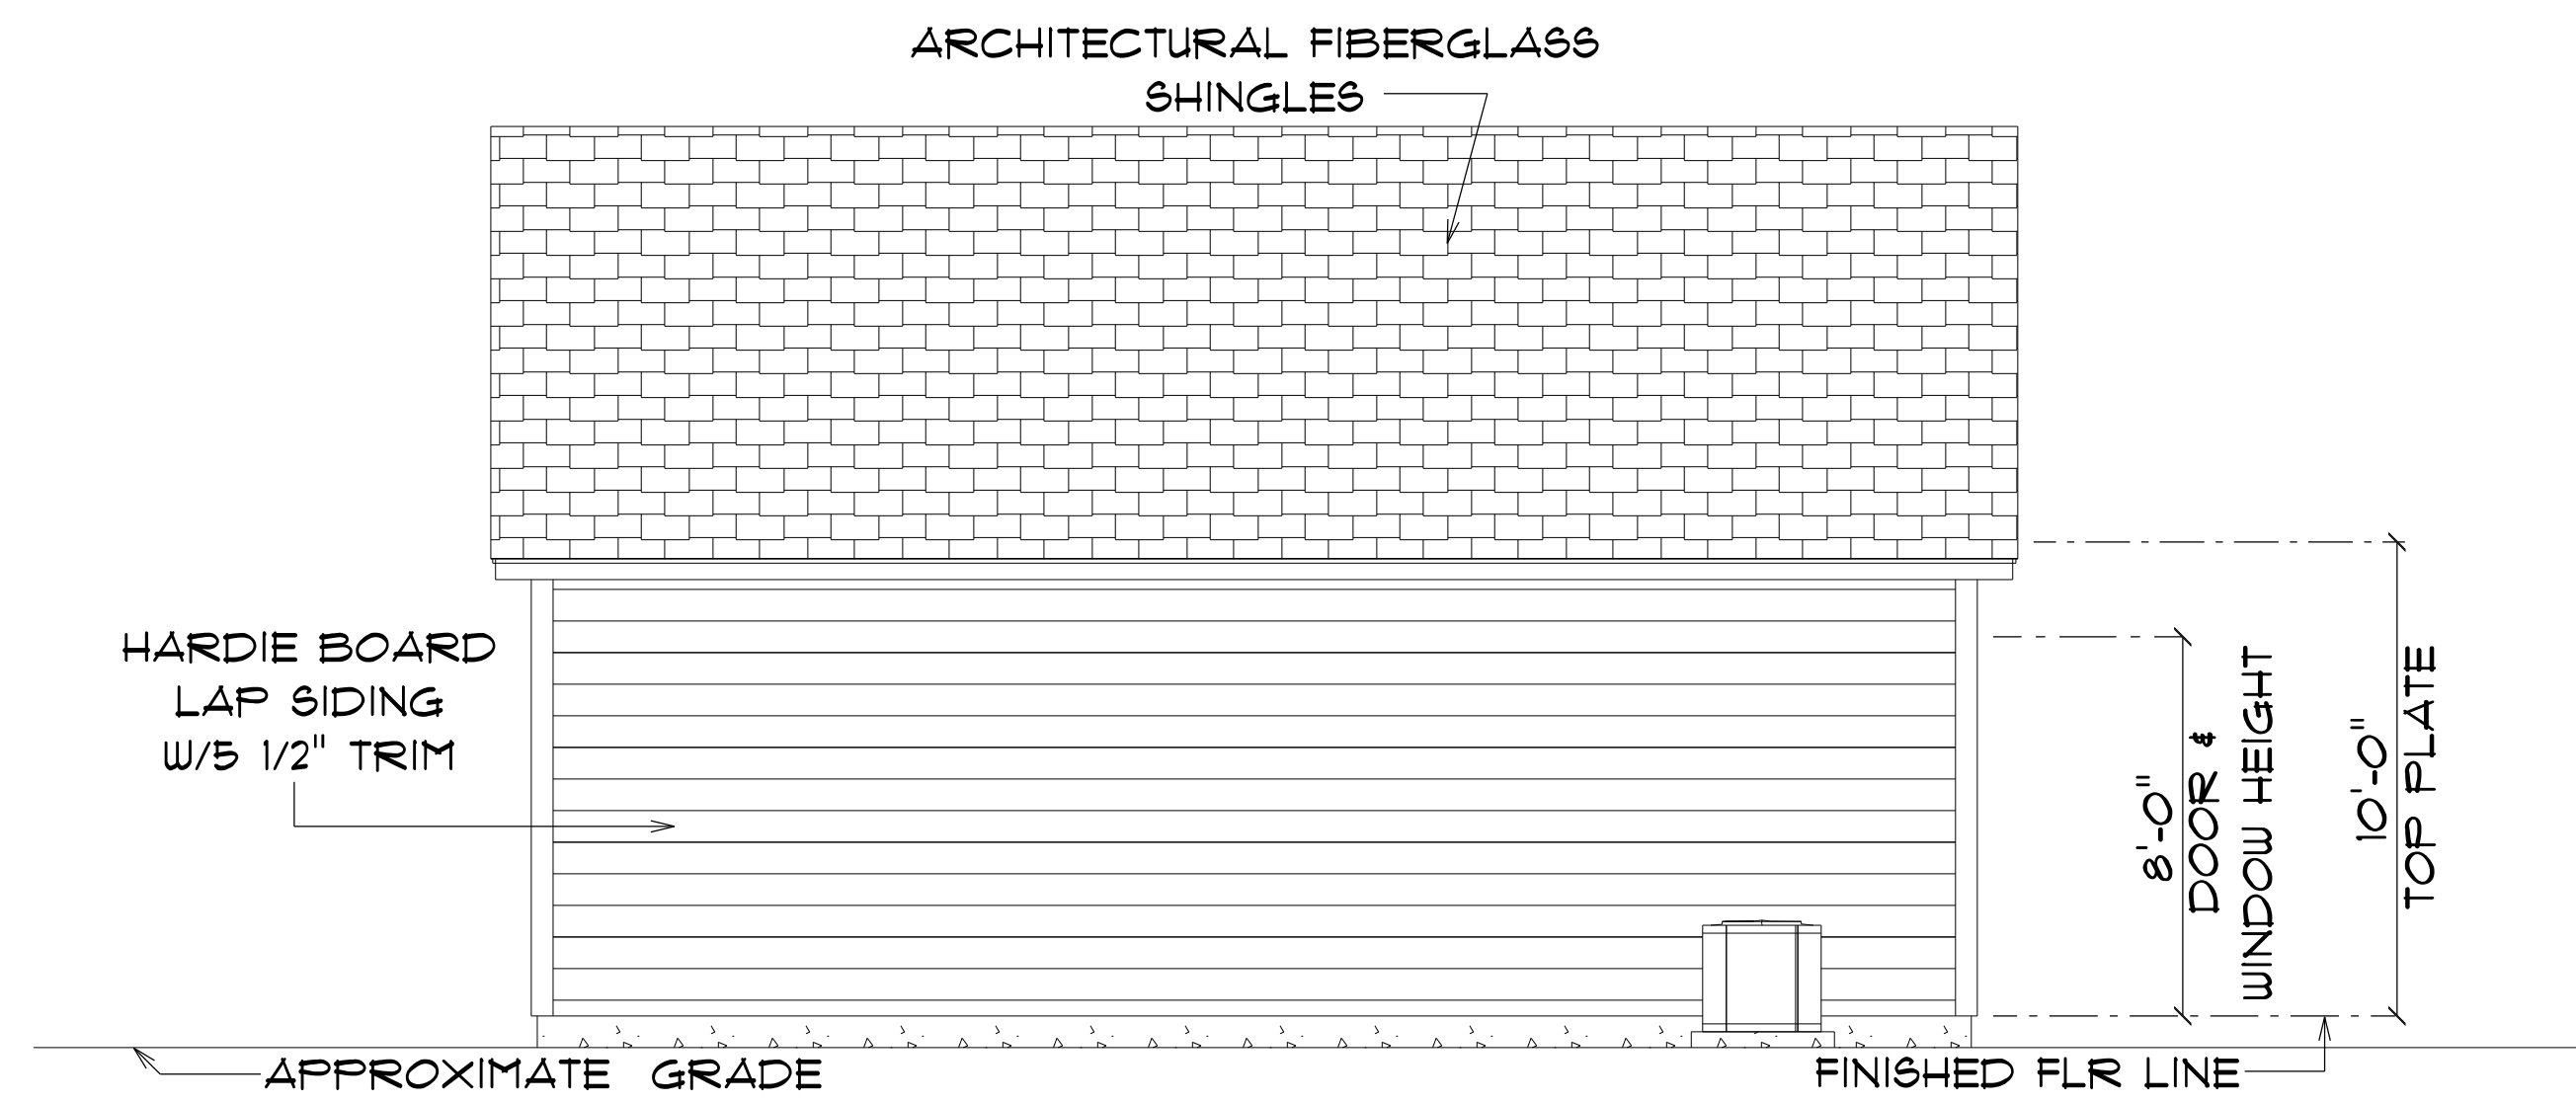 ARCHITECTURAL FIBERGLASS
SHINGLES
HARDIE BOARD
LAP SIDING
W/5 1/2" TRIM
8'-0"
DOOR &
WINDOW HEIGHT
10'-0"
TOP PLATE
APPROXIMATE GRADE
FINISHED FLR LINE